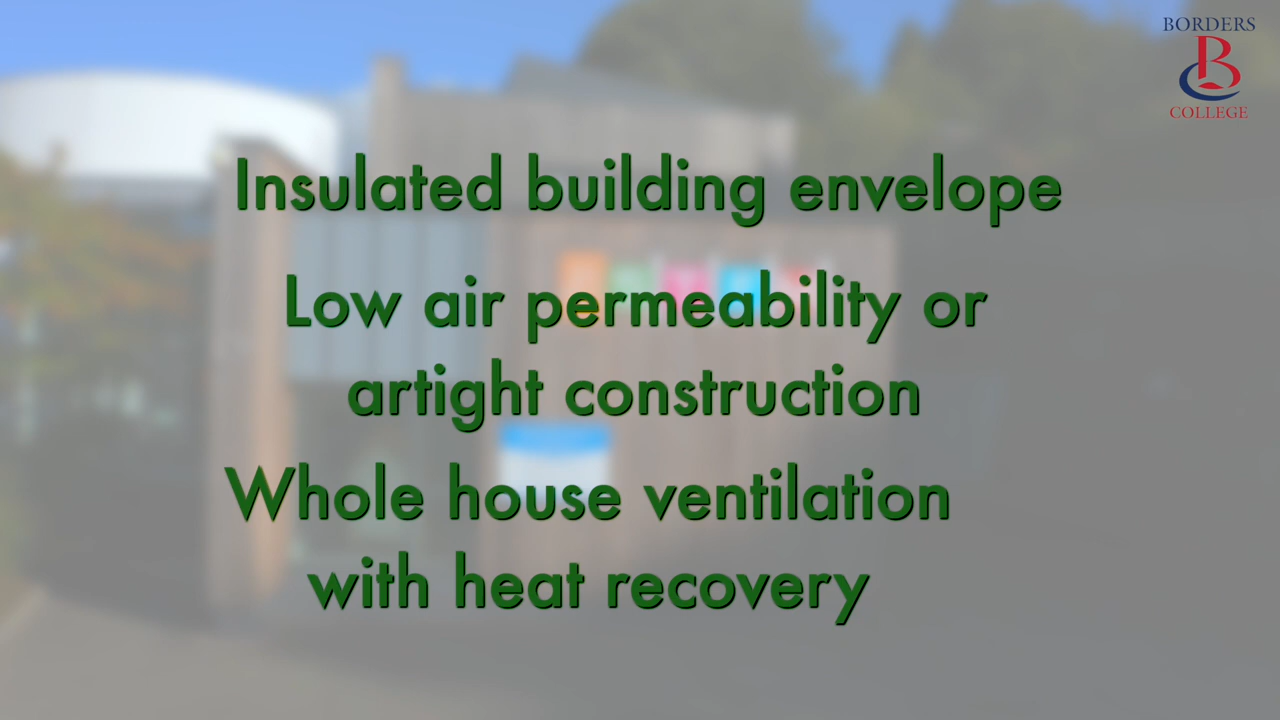 BORDERS
COLLEGE
Insulated building envelope
Low air permeability or
artight construction
Whole house ventilation
with heat recovery